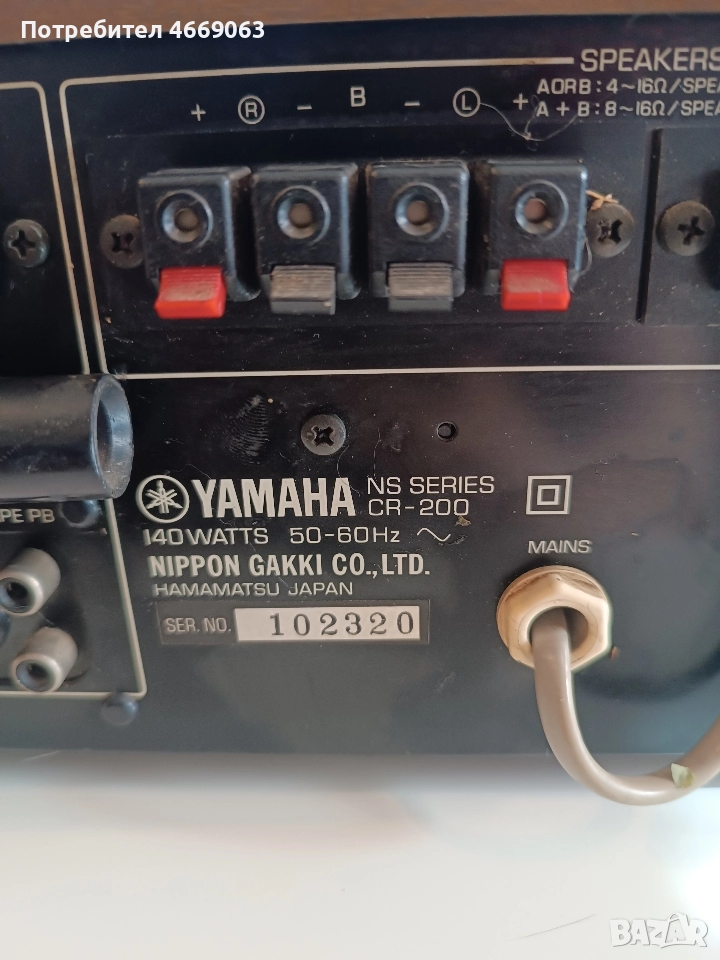 Потребител 4669063
SPEAKERS
A OR B : 4~16Ω/SPEA
A + B : 8~16Ω/SPEA
+ R - B - L +
YAMAHA NS SERIES
CR-200
140 WATTS 50-60Hz ~
MAINS
NIPPON GAKKI CO., LTD.
HAMAMATSU JAPAN
SER. NO. 102320
PE PB
BAZAR